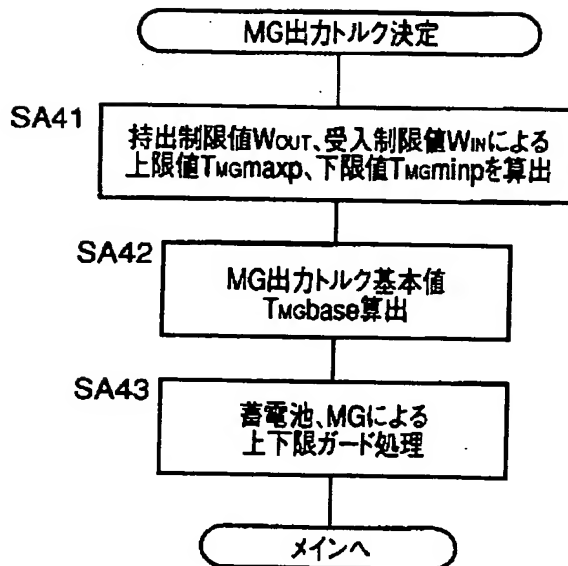 MG出力トルク決定
SA41
持出制限値WOUT、受入制限値WINによる
上限値TMGmaxp、下限値TMGminpを算出
SA42
MG出力トルク基本値
TMGbase算出
SA43
蓄電池、MGによる
上下限ガード処理
メインへ